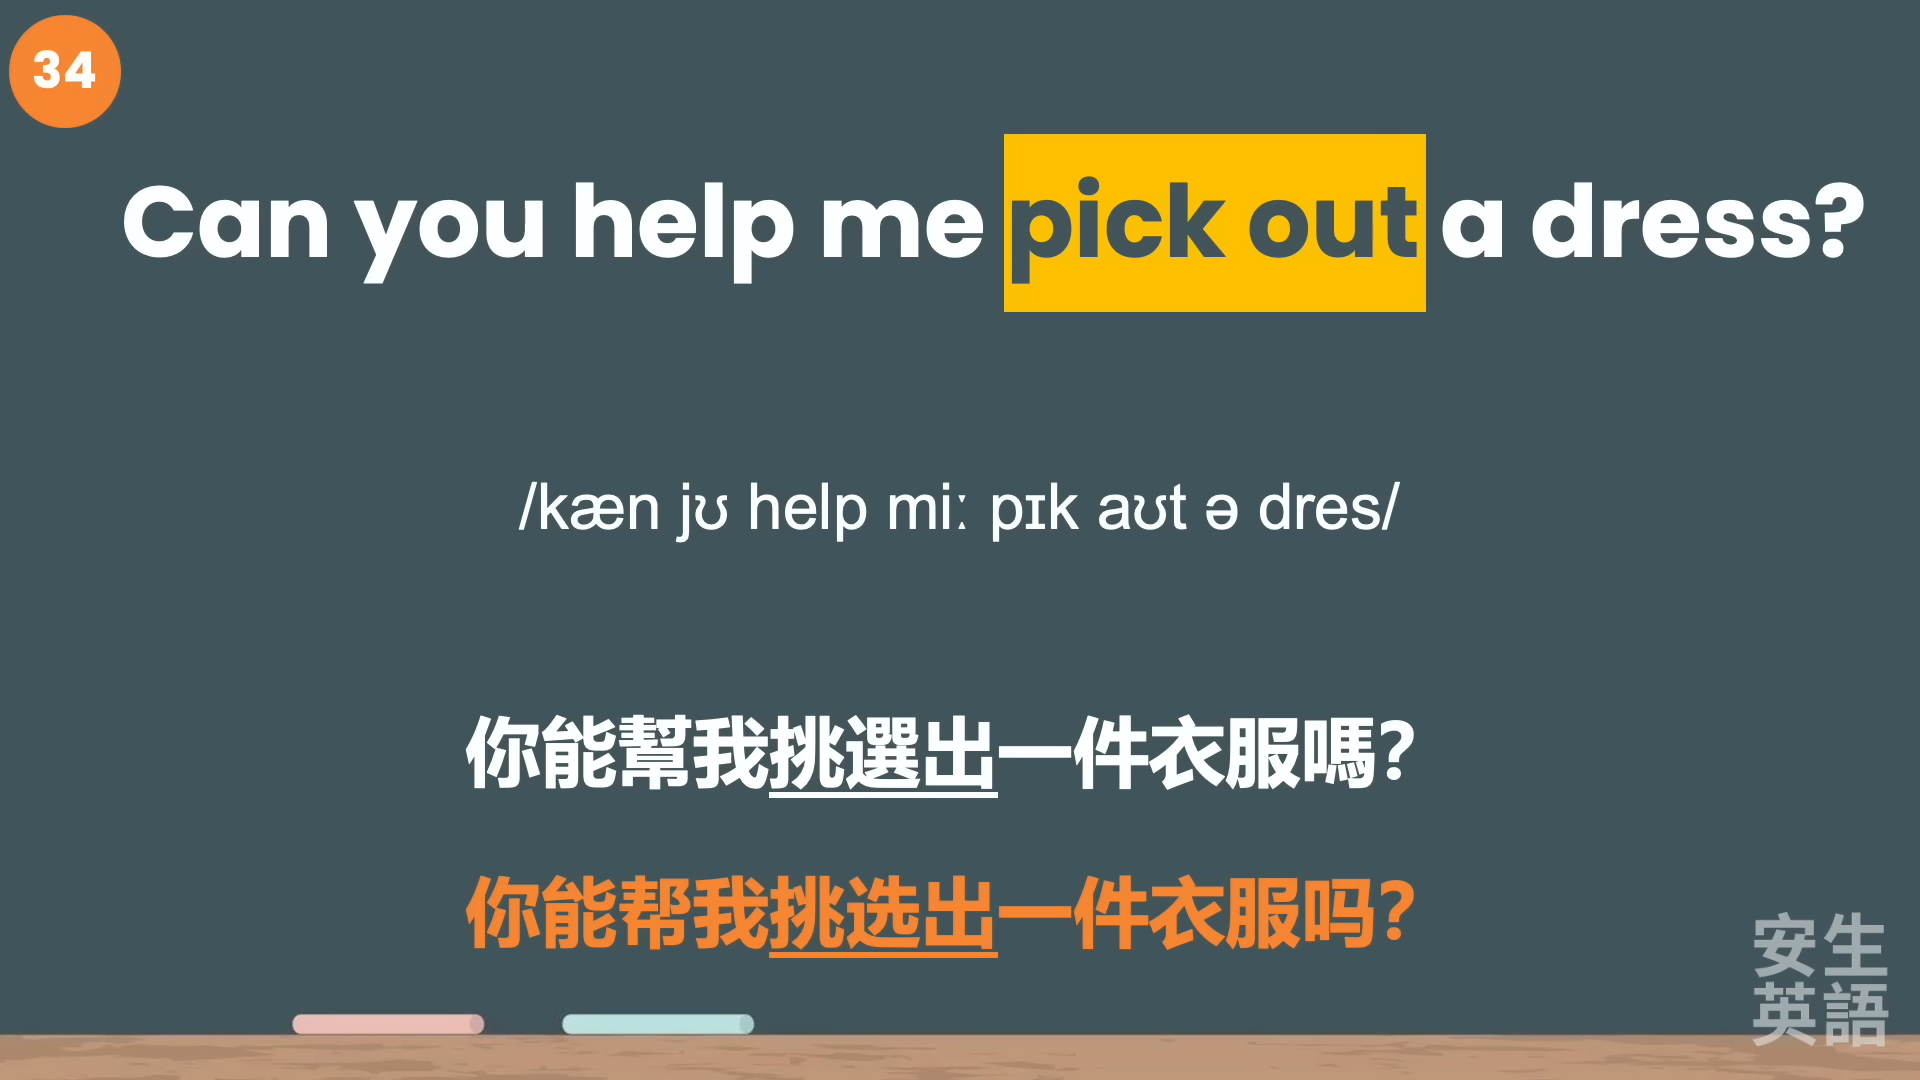 34
Can you help me pick out a dress?
/kæn jʊ help miː pɪk aʊt ə dres/
你能幫我挑選出一件衣服嗎?
你能帮我挑选出一件衣服吗?
安生
英語